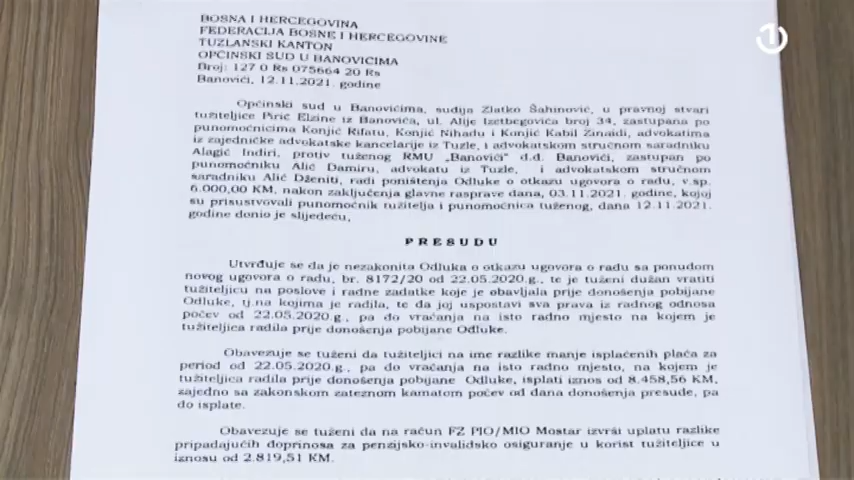 BOSNA I HERCEGOVINA
FEDERACIJA BOSNE I HERCEGOVINE
TUZLANSKI KANTON
OPĆINSKI SUD U BANOVIĆIMA
Broj: 127 0 Rs 075664 20 Rs
Banovići, 12.11.2021. godine
Općinski sud u Banovićima, sudija Zlatko Šahinović, u pravnoj stvari
tužiteljice Pirić Elzine iz Banovića, ul. Alije Izetbegovića broj 34, zastupana po
punomoćnicima Konjić Rifatu, Konjić Nihadu i Konjić Kabil Zinaidi, advokatima
iz zajedničke advokatske kancelarije iz Tuzle, i advokatskom stručnom saradniku
Alagić Indiri, protiv tuženog RMU „Banovići" d.d. Banovići, zastupan po
punomoćniku Alić Damiru, advokatu iz Tuzle, i advokatskom stručnom
saradniku Alić Dženiti, radi poništenja Odluke o otkazu ugovora o radu, v.sp.
6.000,00 KM, nakon zaključenja glavne rasprave dana, 03.11.2021. godine, kojoj
su prisustvovali punomoćnik tužitelja i punomoćnica tuženog, dana 12.11.2021.
godine donio je slijedeću,
PRESUDU
Utvrđuje se da je nezakonita Odluka o otkazu ugovora o radu sa ponudom
novog ugovora o radu, br. 8172/20 od 22.05.2020.g., te je tuženi dužan vratiti
tužiteljicu na poslove i radne zadatke koje je obavljala prije donošenja pobijane
Odluke, tj.na kojima je radila, te da joj uspostavi sva prava iz radnog odnosa
počev od 22.05.2020.g., pa do vraćanja na isto radno mjesto na kojem je
tužiteljica radila prije donošenja pobijane Odluke.
Obavezuje se tuženi da tužiteljici na ime razlike manje isplaćenih plaća za
period od 22.05.2020.g., pa do vraćanja na isto radno mjesto, na kojem je
tužiteljica radila prije donošenja pobijane Odluke, isplati iznos od 8.458,56 KM,
zajedno sa zakonskom zateznom kamatom počev od dana donošenja presude, pa
do isplate.
Obavezuje se tuženi da na račun FZ PIO/MIO Mostar izvrši uplatu razlike
pripadajućih doprinosa za penzijsko-invalidsko osiguranje u korist tužiteljice u
iznosu od 2.819,51 KM.